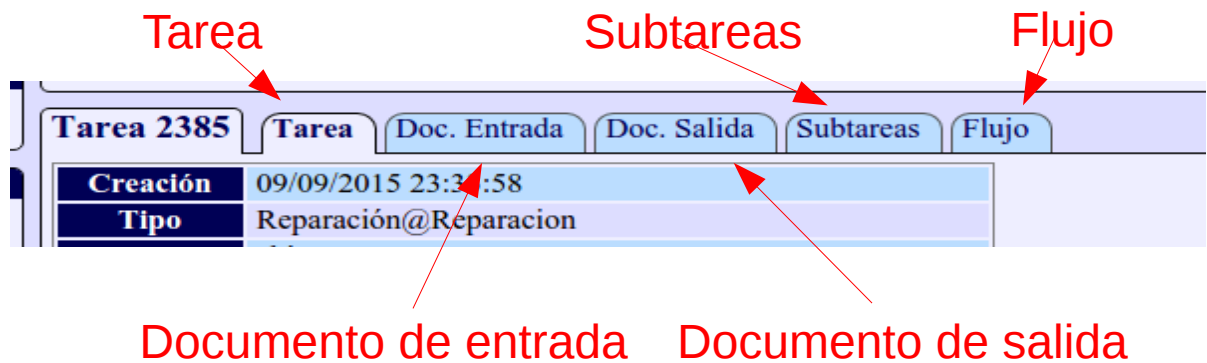 Tarea Subtareas Flujo
Tarea 2385 Tarea Doc. Entrada Doc. Salida Subtareas Flujo
Creación 09/09/2015 23:3 :58
Tipo Reparación@Reparacion
Documento de entrada Documento de salida